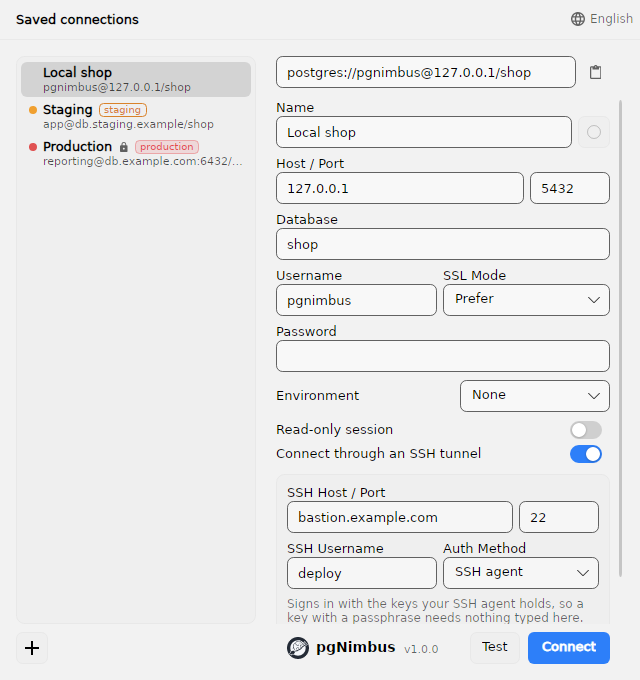 Saved connections
English
Local shop
pgnimbus@127.0.0.1/shop
Staging staging
app@db.staging.example/shop
Production production
reporting@db.example.com:6432/...
postgres://pgnimbus@127.0.0.1/shop
Name
Local shop
Host / Port
127.0.0.1 5432
Database
shop
Username SSL Mode
pgnimbus Prefer
Password
Environment None
Read-only session
Connect through an SSH tunnel
SSH Host / Port
bastion.example.com 22
SSH Username Auth Method
deploy SSH agent
Signs in with the keys your SSH agent holds, so a
key with a passphrase needs nothing typed here.
+ pgNimbus v1.0.0 Test Connect